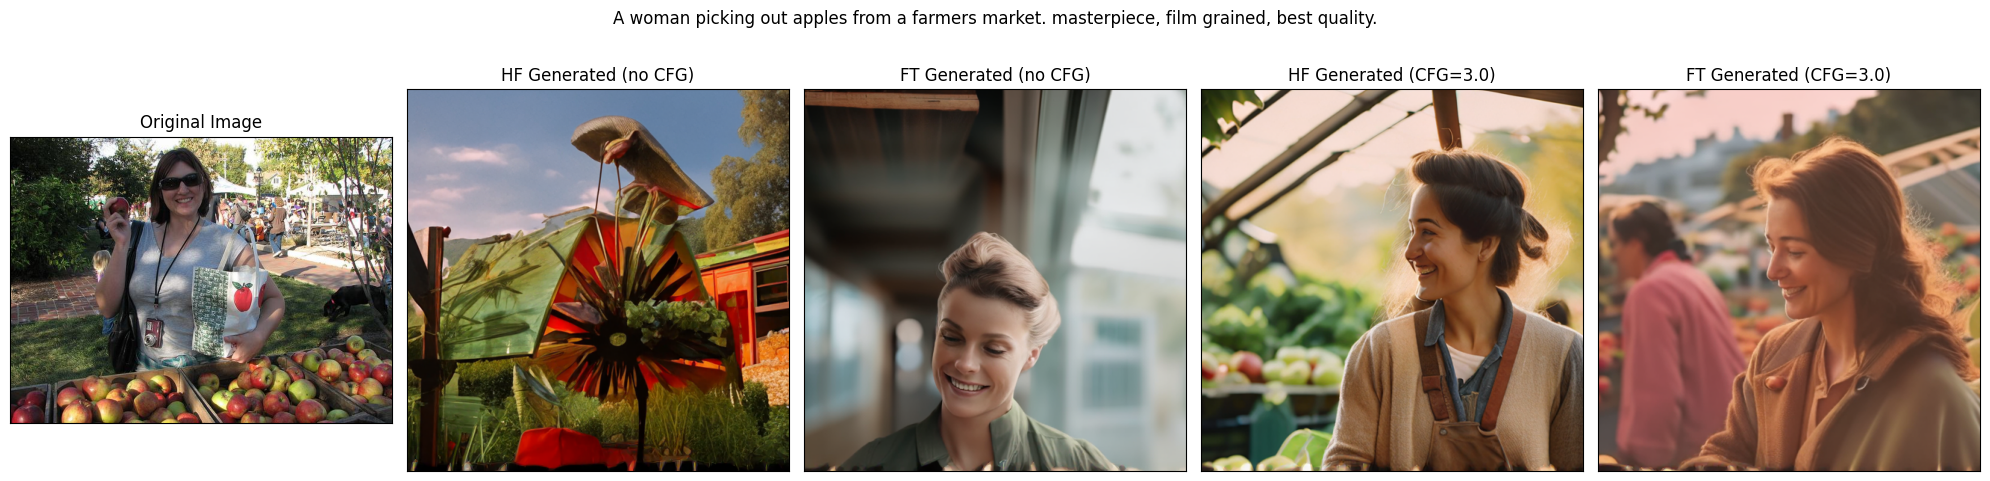 A woman picking out apples from a farmers market. masterpiece, film grained, best quality.
Original Image
HF Generated (no CFG)
FT Generated (no CFG)
HF Generated (CFG=3.0)
FT Generated (CFG=3.0)